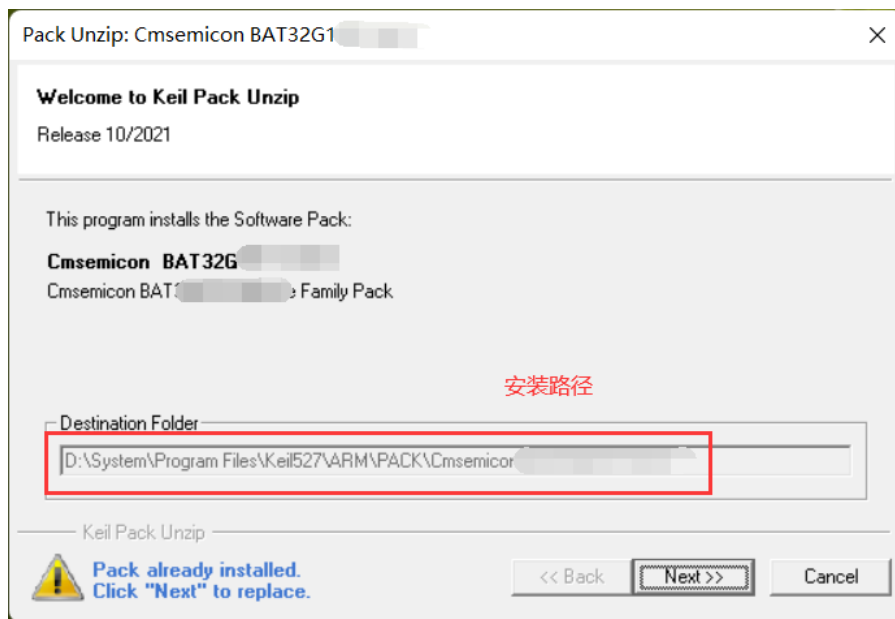 Pack Unzip: Cmsemicon BAT32G1
Welcome to Keil Pack Unzip
Release 10/2021
This program installs the Software Pack:
Cmsemicon BAT32G
Cmsemicon BAT Family Pack
安装路径
Destination Folder
D:\System\Program Files\Keil527\ARM\PACK\Cmsemicon
Keil Pack Unzip
Pack already installed.
Click "Next" to replace.
<< Back Next >> Cancel